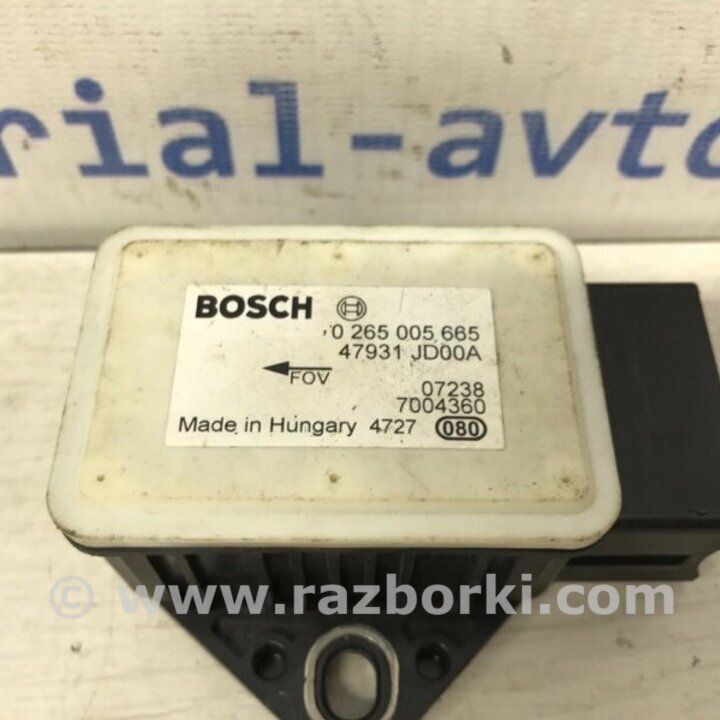 rial-avto
BOSCH
0 265 005 665
47931 JD00A
FOV
07238
7004360
Made in Hungary 4727 080
© www.razborki.com